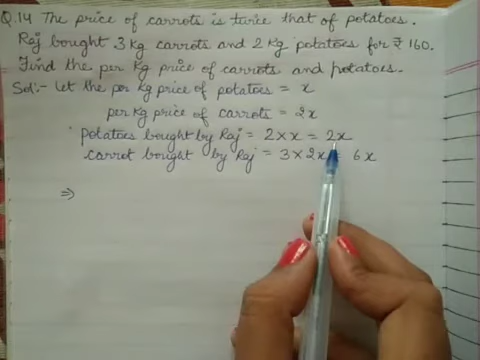 Q.14 The price of carrots is twice that of potatoes.
Raj bought 3 Kg carrots and 2 Kg potatoes for ₹ 160.
Find the per Kg price of carrots and potatoes.
Sol:- Let the per Kg price of potatoes = x
per Kg price of carrots = 2x
Potatoes bought by Raj = 2 × x = 2x
carrot bought by Raj = 3 × 2x = 6x
⇒